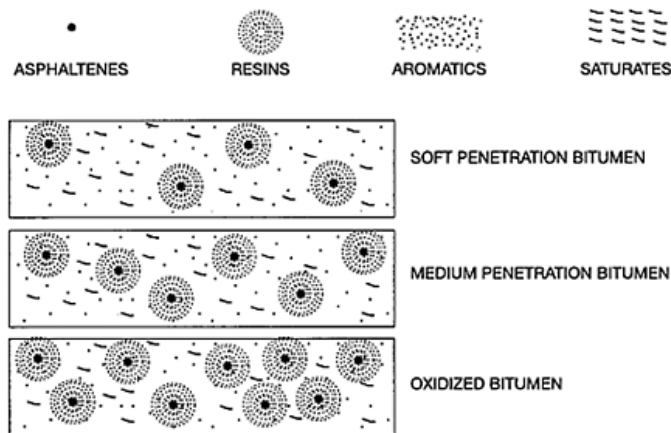 ASPHALTENES RESINS AROMATICS SATURATES
SOFT PENETRATION BITUMEN
MEDIUM PENETRATION BITUMEN
OXIDIZED BITUMEN